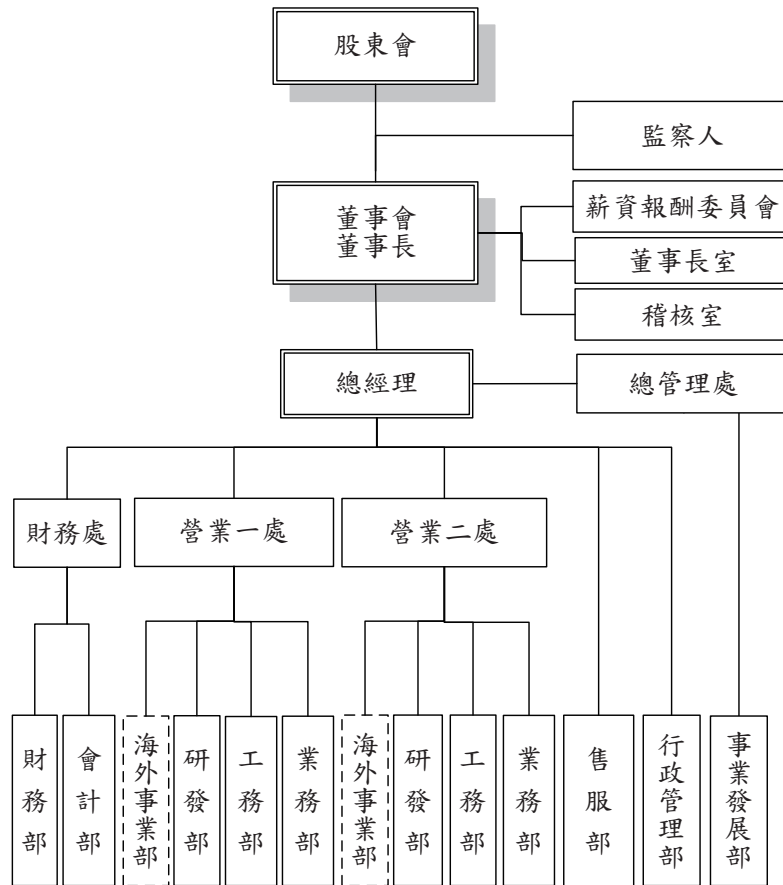 股東會
監察人
董事會
董事長
薪資報酬委員會
董事長室
稽核室
總經理
總管理處
財務處
營業一處
營業二處
財務部
會計部
海外事業部
研發部
工務部
業務部
海外事業部
研發部
工務部
業務部
售服部
行政管理部
事業發展部